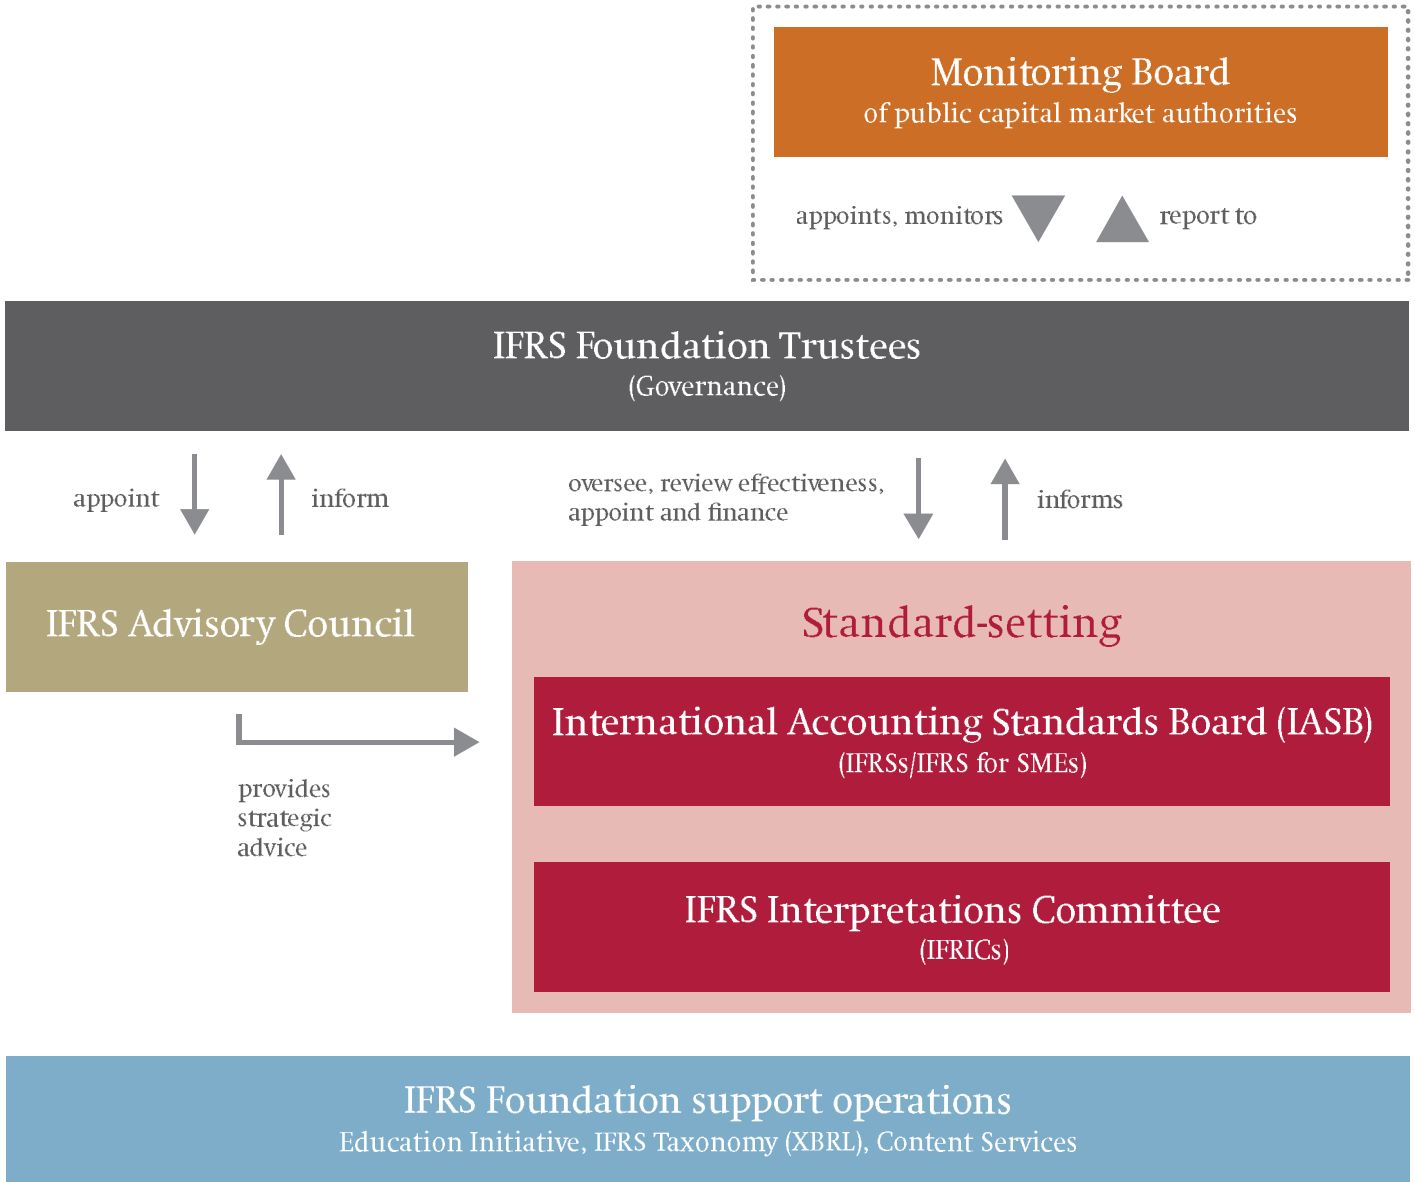 Monitoring Board
of public capital market authorities
appoints, monitors
report to
IFRS Foundation Trustees
(Governance)
appoint
inform
oversee, review effectiveness,
appoint and finance
informs
IFRS Advisory Council
Standard-setting
International Accounting Standards Board (IASB)
(IFRSs/IFRS for SMEs)
provides
strategic
advice
IFRS Interpretations Committee
(IFRICs)
IFRS Foundation support operations
Education Initiative, IFRS Taxonomy (XBRL), Content Services